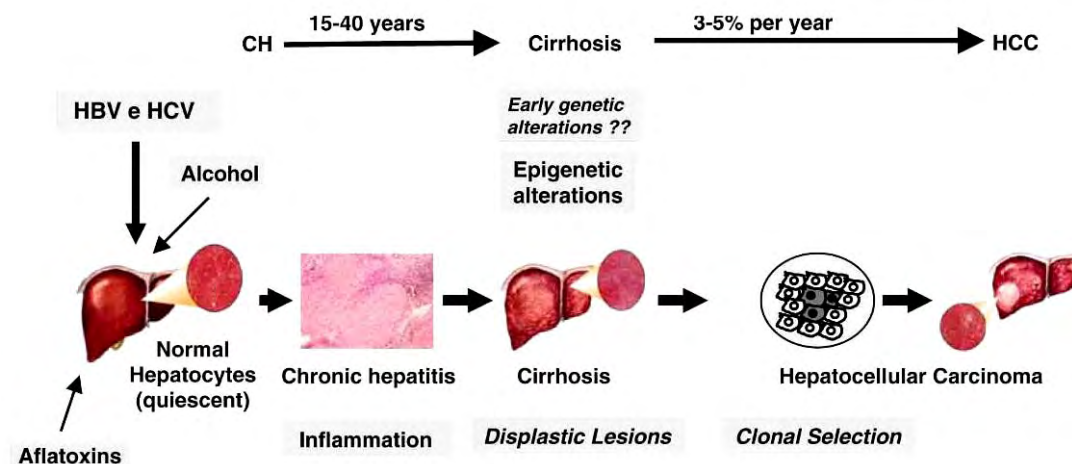 15-40 years
3-5% per year
CH
Cirrhosis
HCC
HBV e HCV
Early genetic
alterations ??
Alcohol
Epigenetic
alterations
Normal
Hepatocytes
(quiescent)
Chronic hepatitis
Cirrhosis
Hepatocellular Carcinoma
Aflatoxins
Inflammation
Displastic Lesions
Clonal Selection